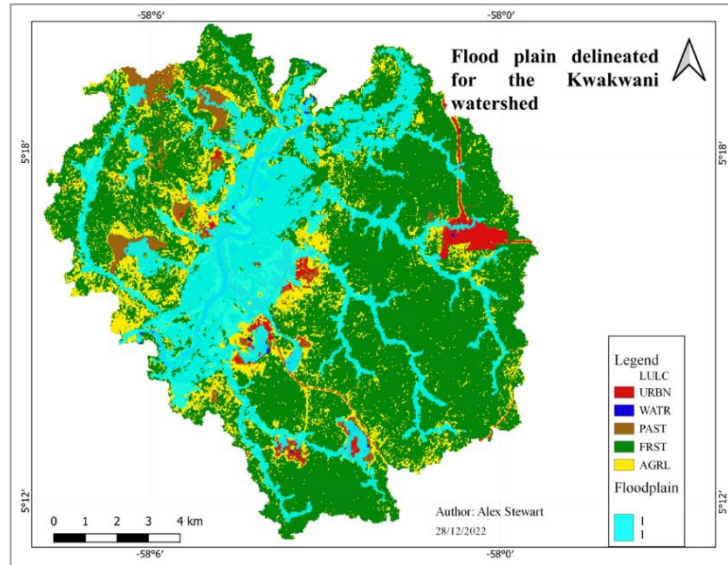 -58°6′
-58°0′
Flood plain delineated
for the Kwakwani
watershed
5°18′
5°18′
Legend
LULC
URBN
WATR
PAST
FRST
AGRL
Floodplain
1
1
5°12′
5°12′
Author: Alex Stewart
28/12/2022
0 1 2 3 4 km
-58°6′
-58°0′